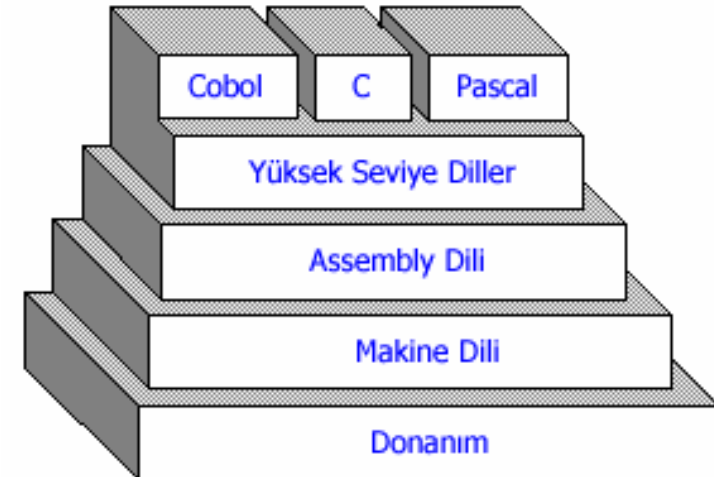 Cobol C Pascal
Yüksek Seviye Diller
Assembly Dili
Makine Dili
Donanım